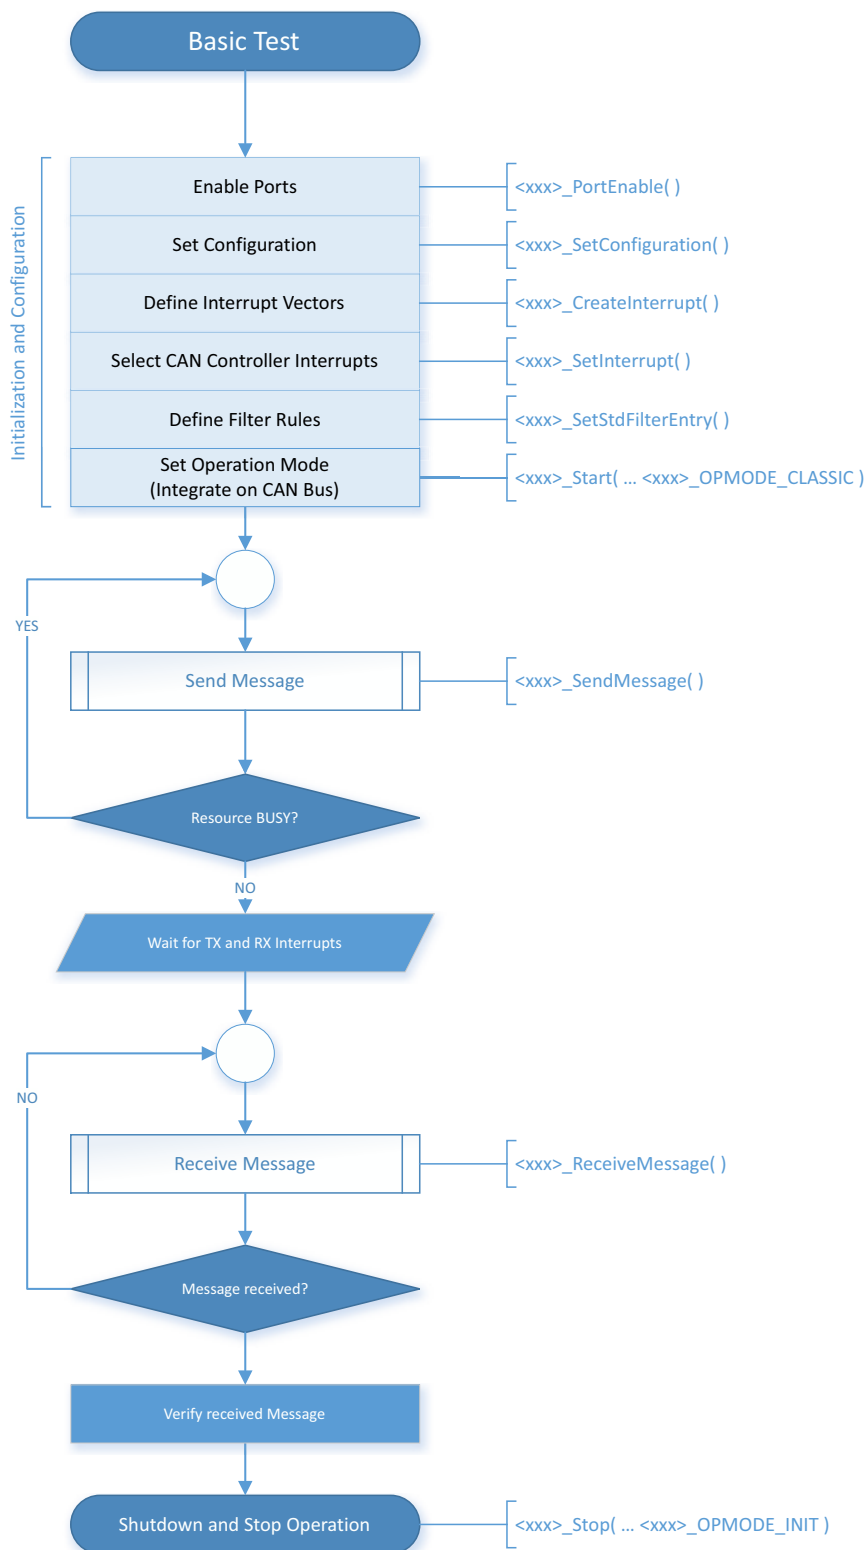 Basic Test
Initialization and Configuration
Enable Ports
<xxx>_PortEnable( )
Set Configuration
<xxx>_SetConfiguration( )
Define Interrupt Vectors
<xxx>_CreateInterrupt( )
Select CAN Controller Interrupts
<xxx>_SetInterrupt( )
Define Filter Rules
<xxx>_SetStdFilterEntry( )
Set Operation Mode
(Integrate on CAN Bus)
<xxx>_Start( ... <xxx>_OPMODE_CLASSIC )
YES
Send Message
<xxx>_SendMessage( )
Resource BUSY?
NO
Wait for TX and RX Interrupts
NO
Receive Message
<xxx>_ReceiveMessage( )
Message received?
Verify received Message
Shutdown and Stop Operation
<xxx>_Stop( ... <xxx>_OPMODE_INIT )